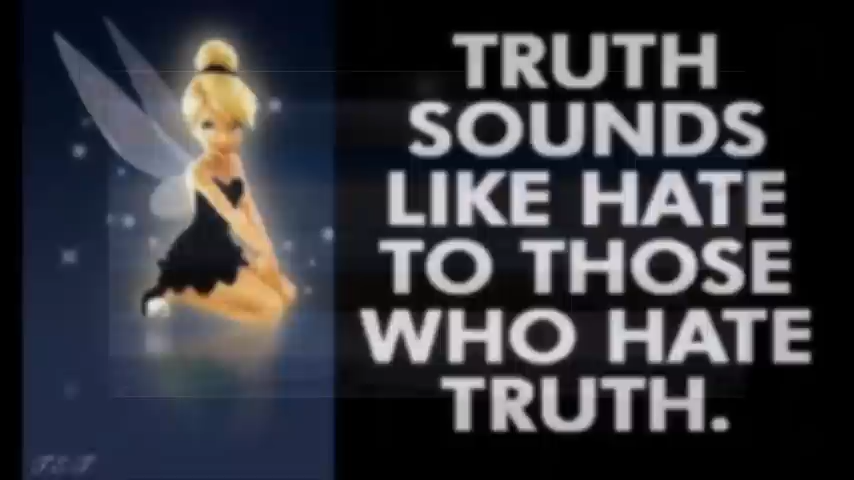 TRUTH
SOUNDS
LIKE HATE
TO THOSE
WHO HATE
TRUTH.